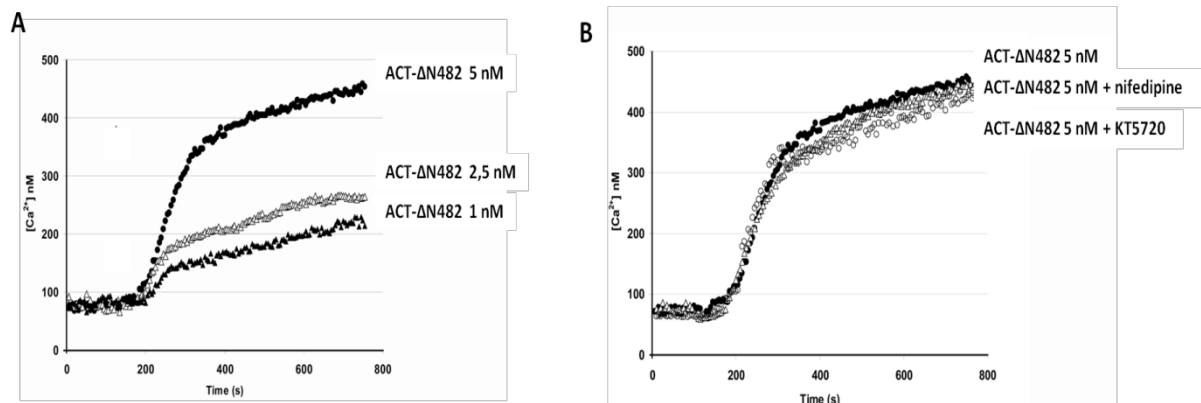 A
500
400
300
200
100
0
[Ca²⁺] nM
0 200 400 600 800
Time (s)
ACT-ΔN482 5 nM
ACT-ΔN482 2,5 nM
ACT-ΔN482 1 nM
B
500
400
300
200
100
0
[Ca²⁺] nM
0 200 400 600 800
Time (s)
ACT-ΔN482 5 nM
ACT-ΔN482 5 nM + nifedipine
ACT-ΔN482 5 nM + KT5720